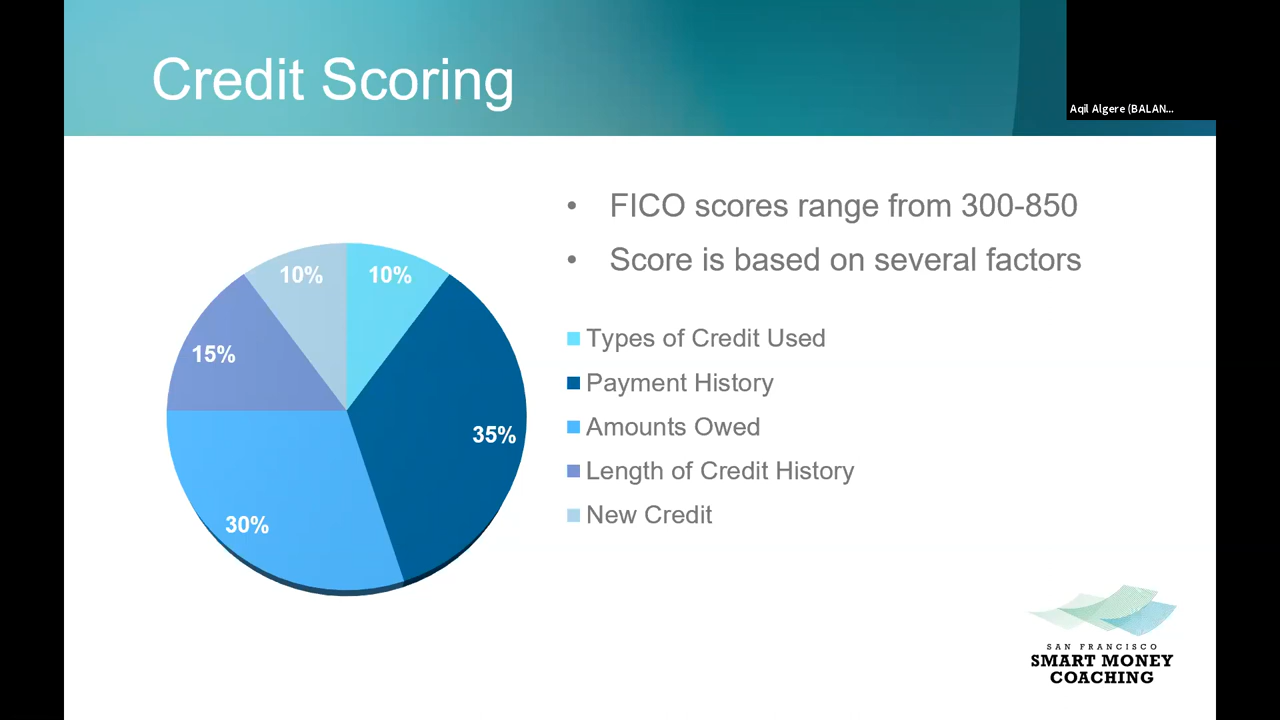 Credit Scoring
Aqil Algere (BALAN...
• FICO scores range from 300-850
• Score is based on several factors
10%
10%
15%
35%
30%
Types of Credit Used
Payment History
Amounts Owed
Length of Credit History
New Credit
SAN FRANCISCO
SMART MONEY
COACHING